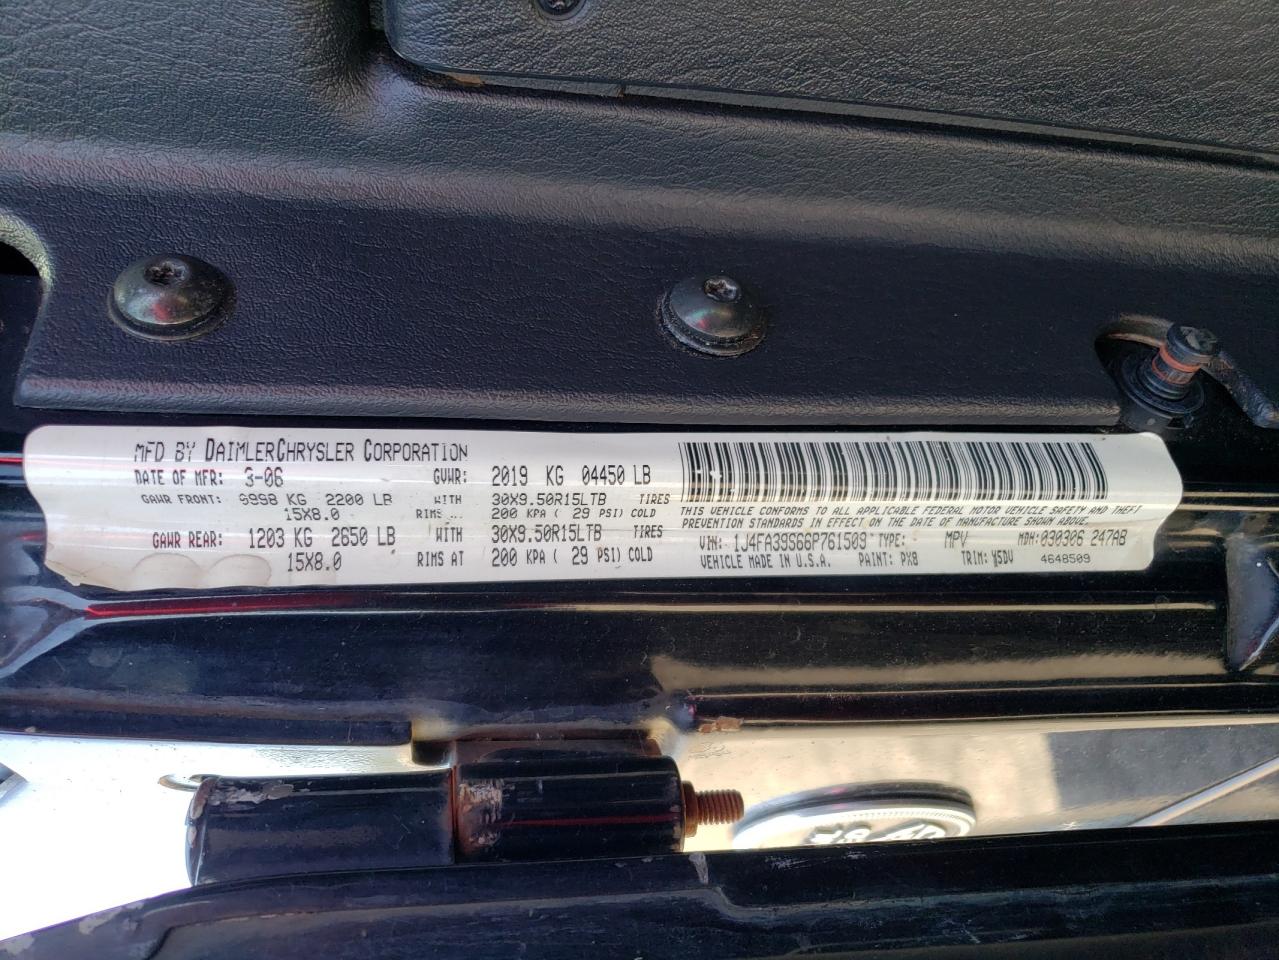 MFD BY DAIMLERCHRYSLER CORPORATION
DATE OF MFR: 3-06 GVWR: 2019 KG 04450 LB
GAWR FRONT: 0998 KG 2200 LB WITH 30X9.50R15LTB TIRES
15X8.0 RIMS 200 KPA ( 29 PSI) COLD
GAWR REAR: 1203 KG 2650 LB WITH 30X9.50R15LTB TIRES
15X8.0 RIMS AT 200 KPA ( 29 PSI) COLD
THIS VEHICLE CONFORMS TO ALL APPLICABLE FEDERAL MOTOR VEHICLE SAFETY AND THEFT
PREVENTION STANDARDS IN EFFECT ON THE DATE OF MANUFACTURE SHOWN ABOVE.
VIN: 1J4FA39S66P761509 TYPE: MPV MDH: 030306 247AB
VEHICLE MADE IN U.S.A. PAINT: PX8 TRIM: Y5DV 4648509